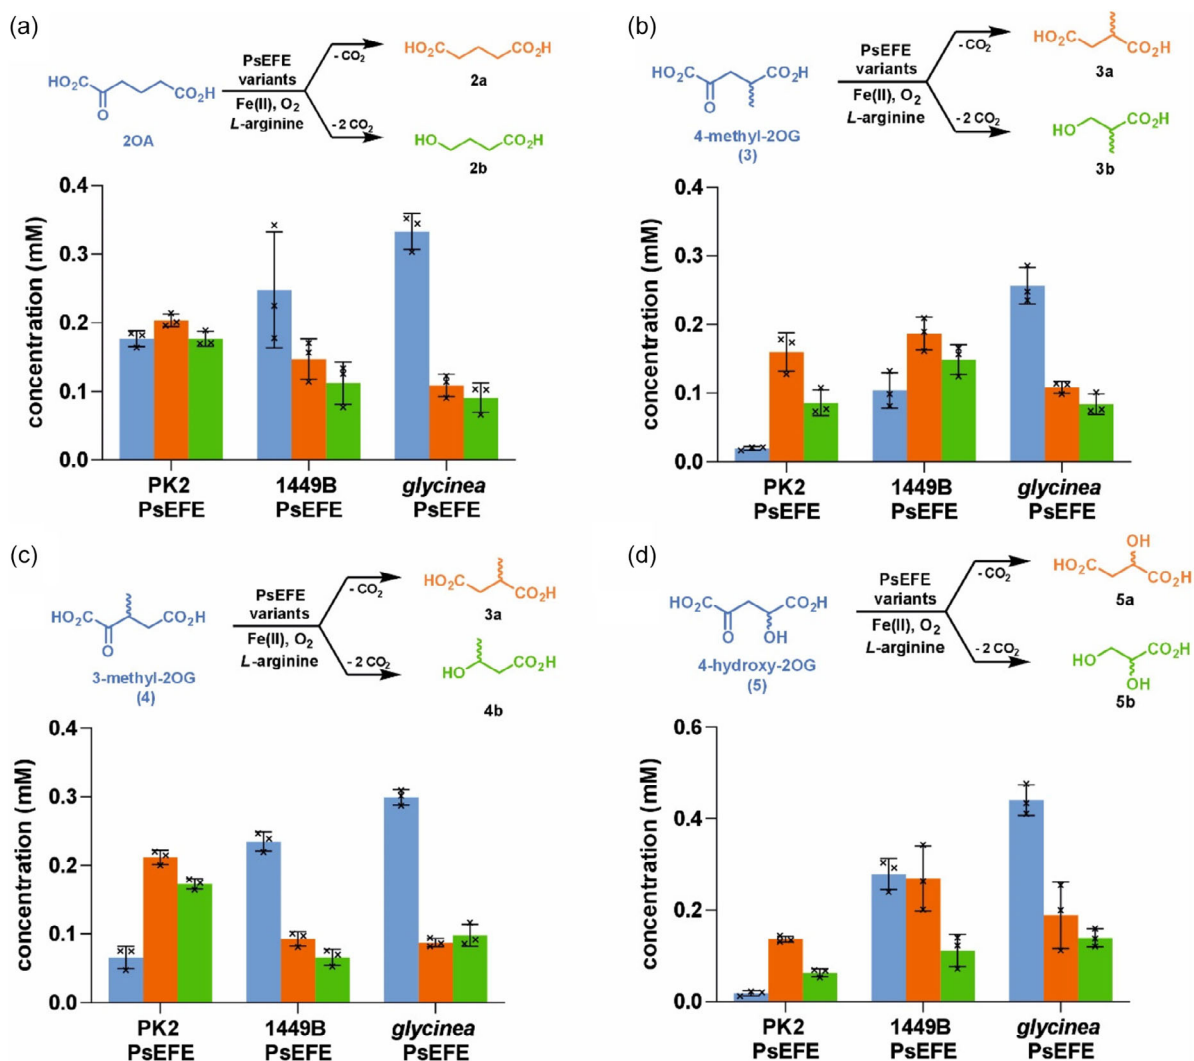 (a)
HO₂C
O
CO₂H
2OA
PsEFE
variants
Fe(II), O₂
L-arginine
- CO₂
- 2 CO₂
HO₂C CO₂H
2a
HO CO₂H
2b
concentration (mM)
0.4
0.3
0.2
0.1
0.0
PK2
PsEFE
1449B
PsEFE
glycinea
PsEFE
(b)
HO₂C CO₂H
O
4-methyl-2OG
(3)
PsEFE
variants
Fe(II), O₂
L-arginine
- CO₂
- 2 CO₂
HO₂C CO₂H
3a
HO CO₂H
3b
concentration (mM)
0.4
0.3
0.2
0.1
0.0
PK2
PsEFE
1449B
PsEFE
glycinea
PsEFE
(c)
HO₂C CO₂H
O
3-methyl-2OG
(4)
PsEFE
variants
Fe(II), O₂
L-arginine
- CO₂
- 2 CO₂
HO₂C CO₂H
3a
HO CO₂H
4b
concentration (mM)
0.4
0.3
0.2
0.1
0.0
PK2
PsEFE
1449B
PsEFE
glycinea
PsEFE
(d)
HO₂C CO₂H
O OH
4-hydroxy-2OG
(5)
PsEFE
variants
Fe(II), O₂
L-arginine
- CO₂
- 2 CO₂
OH
HO₂C CO₂H
5a
HO CO₂H
OH
5b
concentration (mM)
0.6
0.4
0.2
0.0
PK2
PsEFE
1449B
PsEFE
glycinea
PsEFE